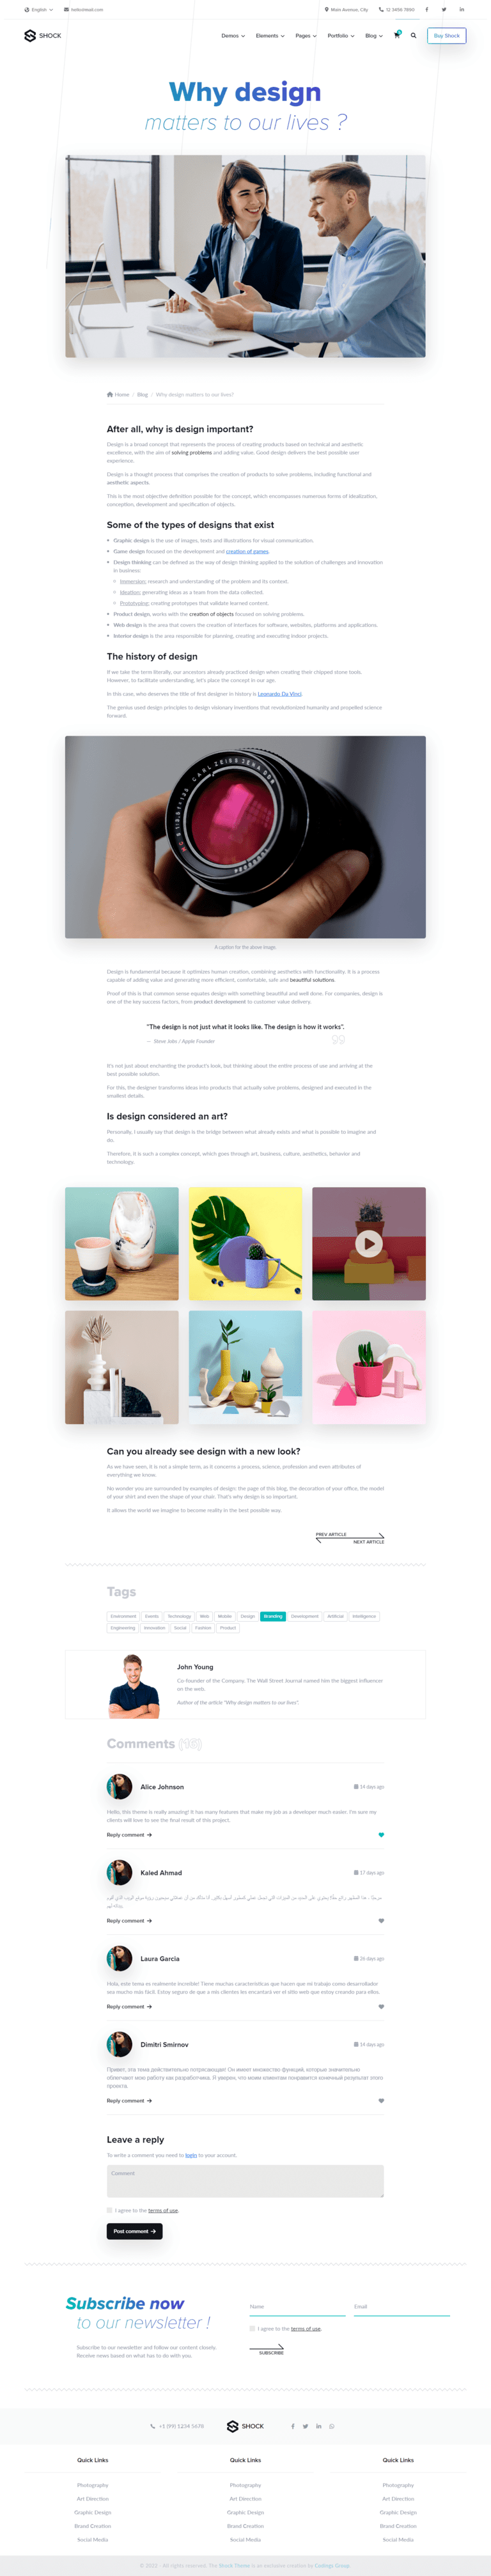 English
hello@mail.com
Main Avenue, City
12 3456 7890
SHOCK
Demos
Elements
Pages
Portfolio
Blog
Buy Shock
Why design
matters to our lives ?
Home / Blog / Why design matters to our lives?
After all, why is design important?
Design is a broad concept that represents the process of creating products based on technical and aesthetic
excellence, with the aim of solving problems and adding value. Good design delivers the best possible user
experience.
Design is a thought process that comprises the creation of products to solve problems, including functional and
aesthetic aspects.
This is the most objective definition possible for the concept, which encompasses numerous forms of idealization,
conception, development and specification of objects.
Some of the types of designs that exist
Graphic design is the use of images, texts and illustrations for visual communication.
Game design focused on the development and creation of games.
Design thinking can be defined as the way of design thinking applied to the solution of challenges and innovation
in business:
Immersion: research and understanding of the problem and its context.
Ideation: generating ideas as a team from the data collected.
Prototyping: creating prototypes that validate learned content.
Product design, works with the creation of objects focused on solving problems.
Web design is the area that covers the creation of interfaces for software, websites, platforms and applications.
Interior design is the area responsible for planning, creating and executing indoor projects.
The history of design
If we take the term literally, our ancestors already practiced design when creating their chipped stone tools.
However, to facilitate understanding, let's place the concept in our age.
In this case, who deserves the title of first designer in history is Leonardo Da Vinci.
The genius used design principles to design visionary inventions that revolutionized humanity and propelled science
forward.
CARL ZEISS JENA
A caption for the above image.
Design is fundamental because it optimizes human creation, combining aesthetics with functionality. It is a process
capable of adding value and generating more efficient, comfortable, safe and beautiful solutions.
Proof of this is that common sense equates design with something beautiful and well done. For companies, design is
one of the key success factors, from product development to customer value delivery.
"The design is not just what it looks like. The design is how it works".
— Steve Jobs / Apple Founder
It's not just about enchanting the product's look, but thinking about the entire process of use and arriving at the
best possible solution.
For this, the designer transforms ideas into products that actually solve problems, designed and executed in the
smallest details.
Is design considered an art?
Personally, I usually say that design is the bridge between what already exists and what is possible to imagine and
do.
Therefore, it is such a complex concept, which goes through art, business, culture, aesthetics, behavior and
technology.
Can you already see design with a new look?
As we have seen, it is not a simple term, as it concerns a process, science, profession and even attributes of
everything we know.
No wonder you are surrounded by examples of design: the page of this blog, the decoration of your office, the model
of your shirt and even the shape of your chair. That's why design is so important.
It allows the world we imagine to become reality in the best possible way.
PREV ARTICLE
NEXT ARTICLE
Tags
Environment Events Technology Web Mobile Design Branding Development Artificial Intelligence
Engineering Innovation Social Fashion Product
John Young
Co-founder of the Company. The Wall Street Journal named him the biggest influencer
on the web.
Author of the article "Why design matters to our lives".
Comments (16)
Alice Johnson
14 days ago
Hello, this theme is really amazing! It has many features that make my job as a developer much easier. I'm sure my
clients will love to see the final result of this project.
Reply comment
Kaled Ahmad
17 days ago
Reply comment
Laura Garcia
26 days ago
Hola, este tema es realmente increíble! Tiene muchas características que hacen que mi trabajo como desarrollador
sea mucho más fácil. Estoy seguro de que a mis clientes les encantará ver el sitio web que estoy creando para ellos.
Reply comment
Dimitri Smirnov
Привет, эта тема действительно потрясающая! Он имеет множество функций, которые значительно
облегчают мою работу как разработчика. Я уверен, что моим клиентам понравится конечный результат этого
проекта.
Reply comment
Leave a reply
To write a comment you need to login to your account.
Comment
I agree to the terms of use.
Post comment
Subscribe now
to our newsletter !
Subscribe to our newsletter and follow our content closely.
Receive news based on what has to do with you.
Name
Email
I agree to the terms of use.
SUBSCRIBE
+1 (99) 1234 5678
SHOCK
Quick Links
Photography
Art Direction
Graphic Design
Brand Creation
Social Media
Quick Links
Photography
Art Direction
Graphic Design
Brand Creation
Social Media
Quick Links
Photography
Art Direction
Graphic Design
Brand Creation
Social Media
© 2022 - All rights reserved. The Shock Theme is an exclusive creation by Codings Group.